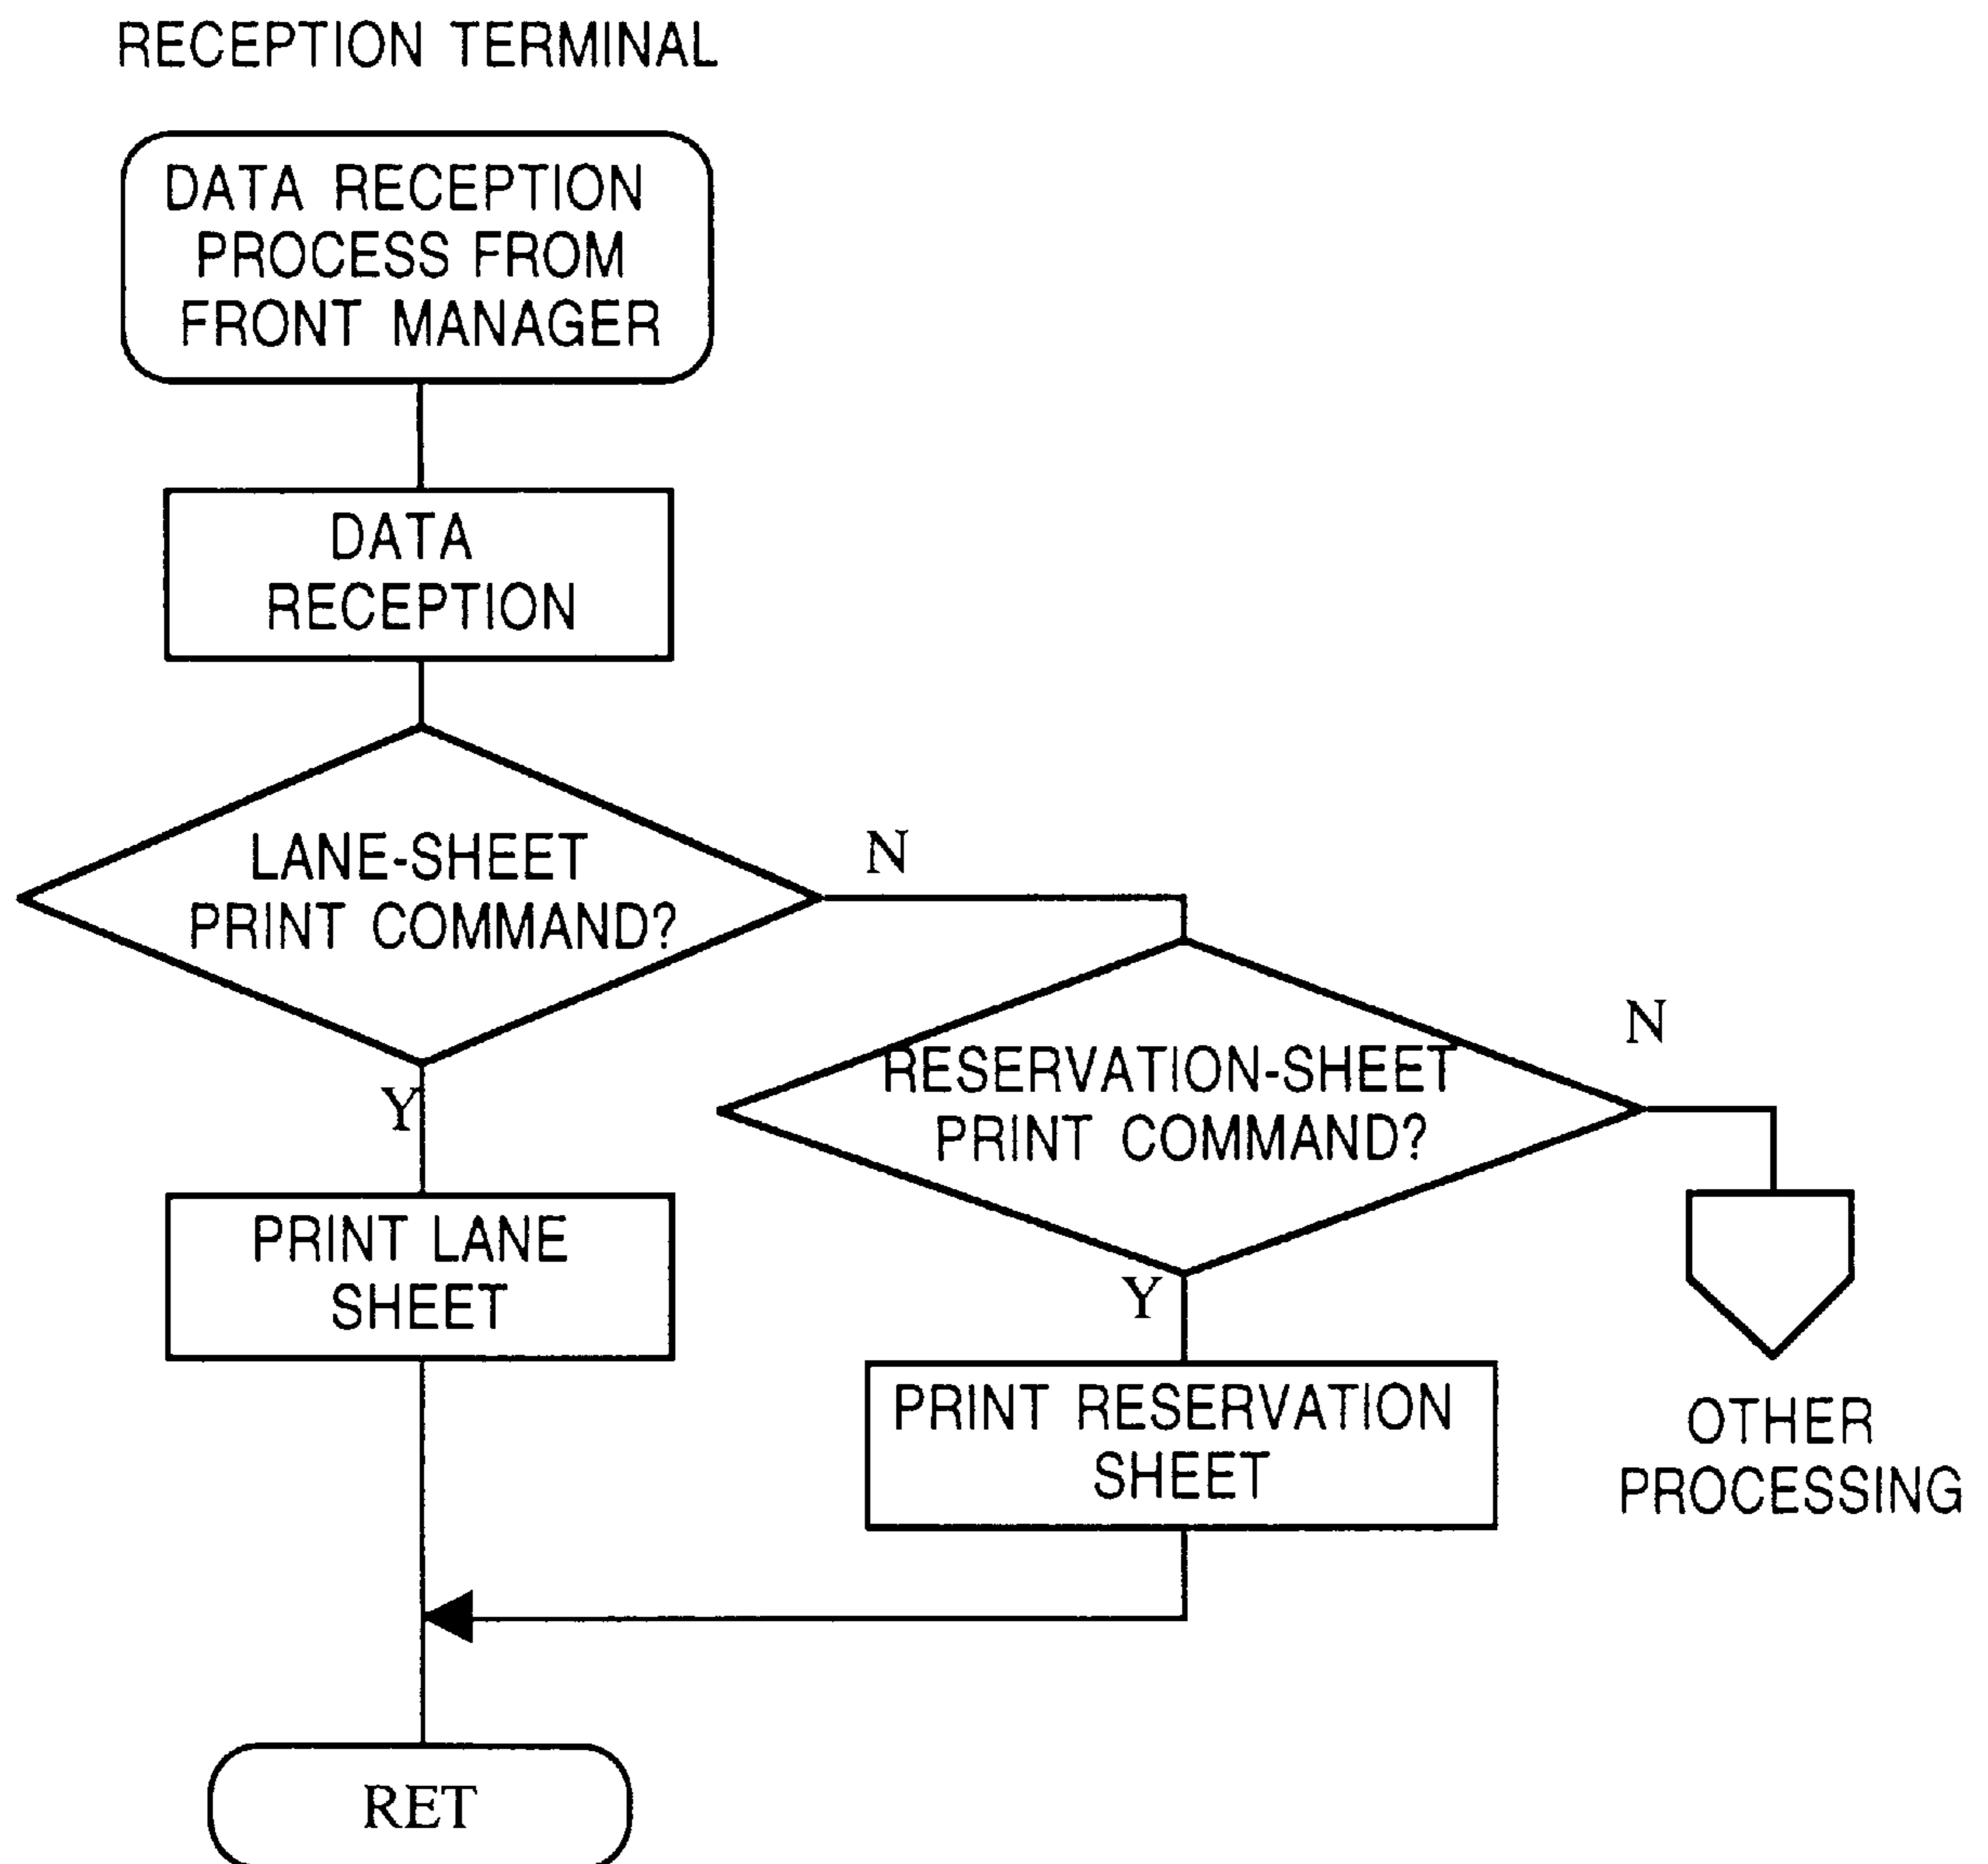 RECEPTION TERMINAL
DATA RECEPTION
PROCESS FROM
FRONT MANAGER
DATA
RECEPTION
LANE-SHEET
PRINT COMMAND?
N
Y
RESERVATION-SHEET
PRINT COMMAND?
N
Y
PRINT LANE
SHEET
PRINT RESERVATION
SHEET
OTHER
PROCESSING
RET